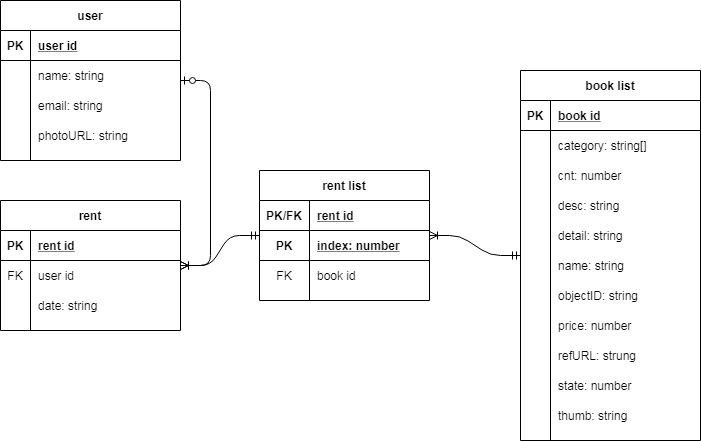 user
PK user id
name: string
email: string
photoURL: string
rent
PK rent id
FK user id
date: string
rent list
PK/FK rent id
PK index: number
FK book id
book list
PK book id
category: string[]
cnt: number
desc: string
detail: string
name: string
objectID: string
price: number
refURL: strung
state: number
thumb: string